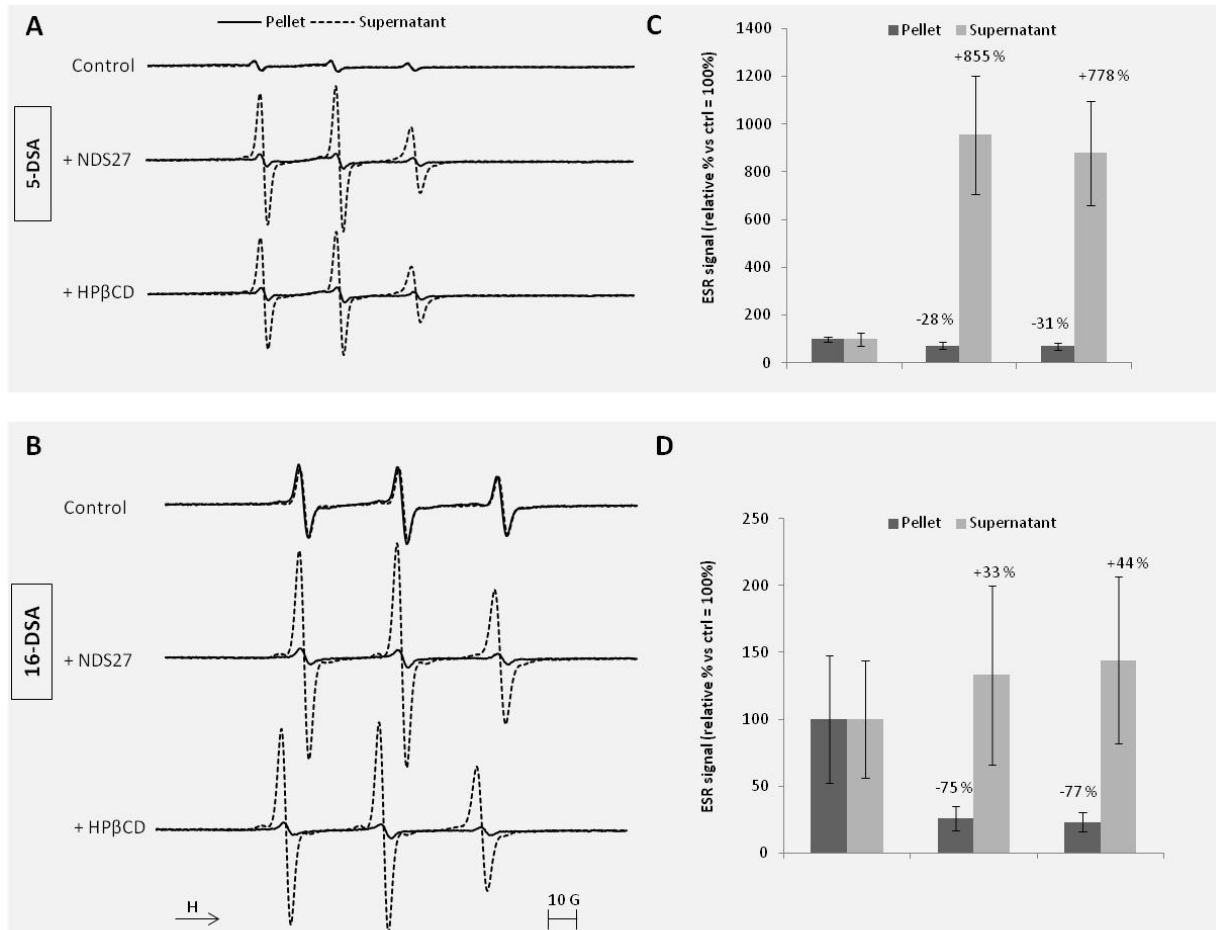 A
Pellet Supernatant
Control
+ NDS27
+ HPβCD
5-DSA
C
Pellet Supernatant
ESR signal (relative % vs ctrl = 100%)
1400
1200
1000
800
600
400
200
0
+855 %
+778 %
-28 %
-31 %
B
Control
+ NDS27
+ HPβCD
16-DSA
H
10 G
D
Pellet Supernatant
ESR signal (relative % vs ctrl = 100%)
250
200
150
100
50
0
+33 %
+44 %
-75 %
-77 %